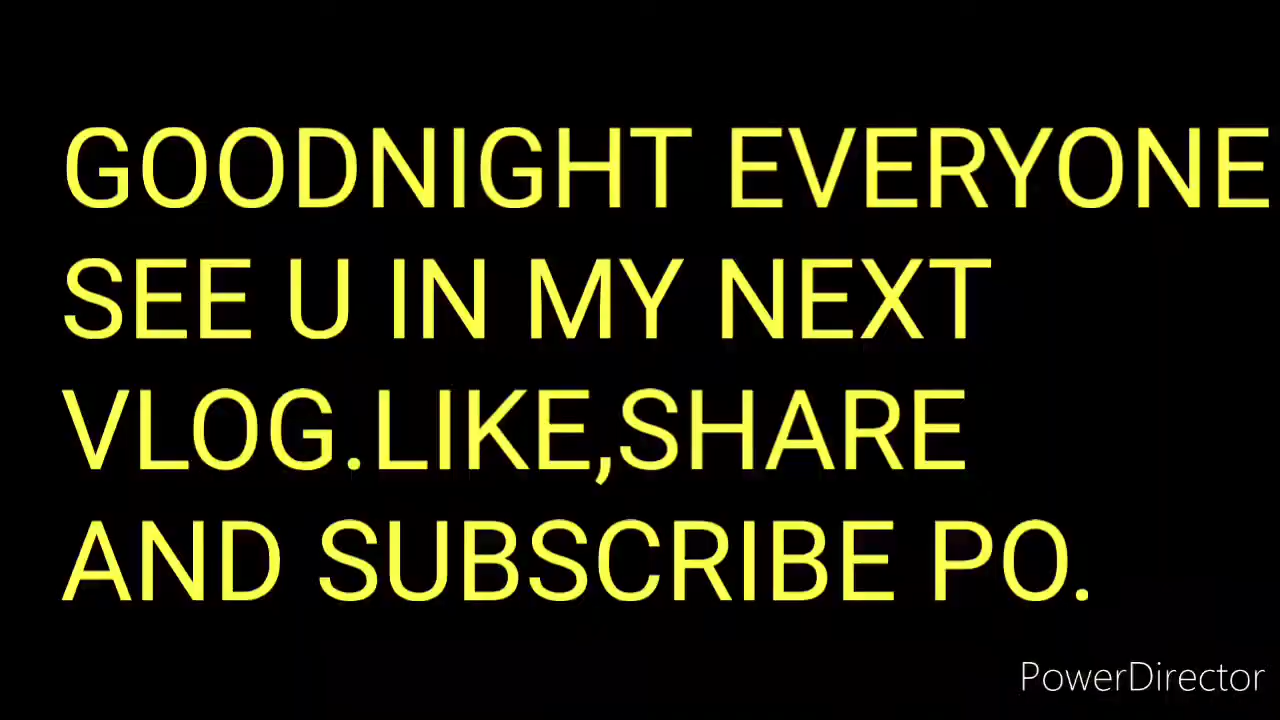 GOODNIGHT EVERYONE
SEE U IN MY NEXT
VLOG.LIKE,SHARE
AND SUBSCRIBE PO.
PowerDirector